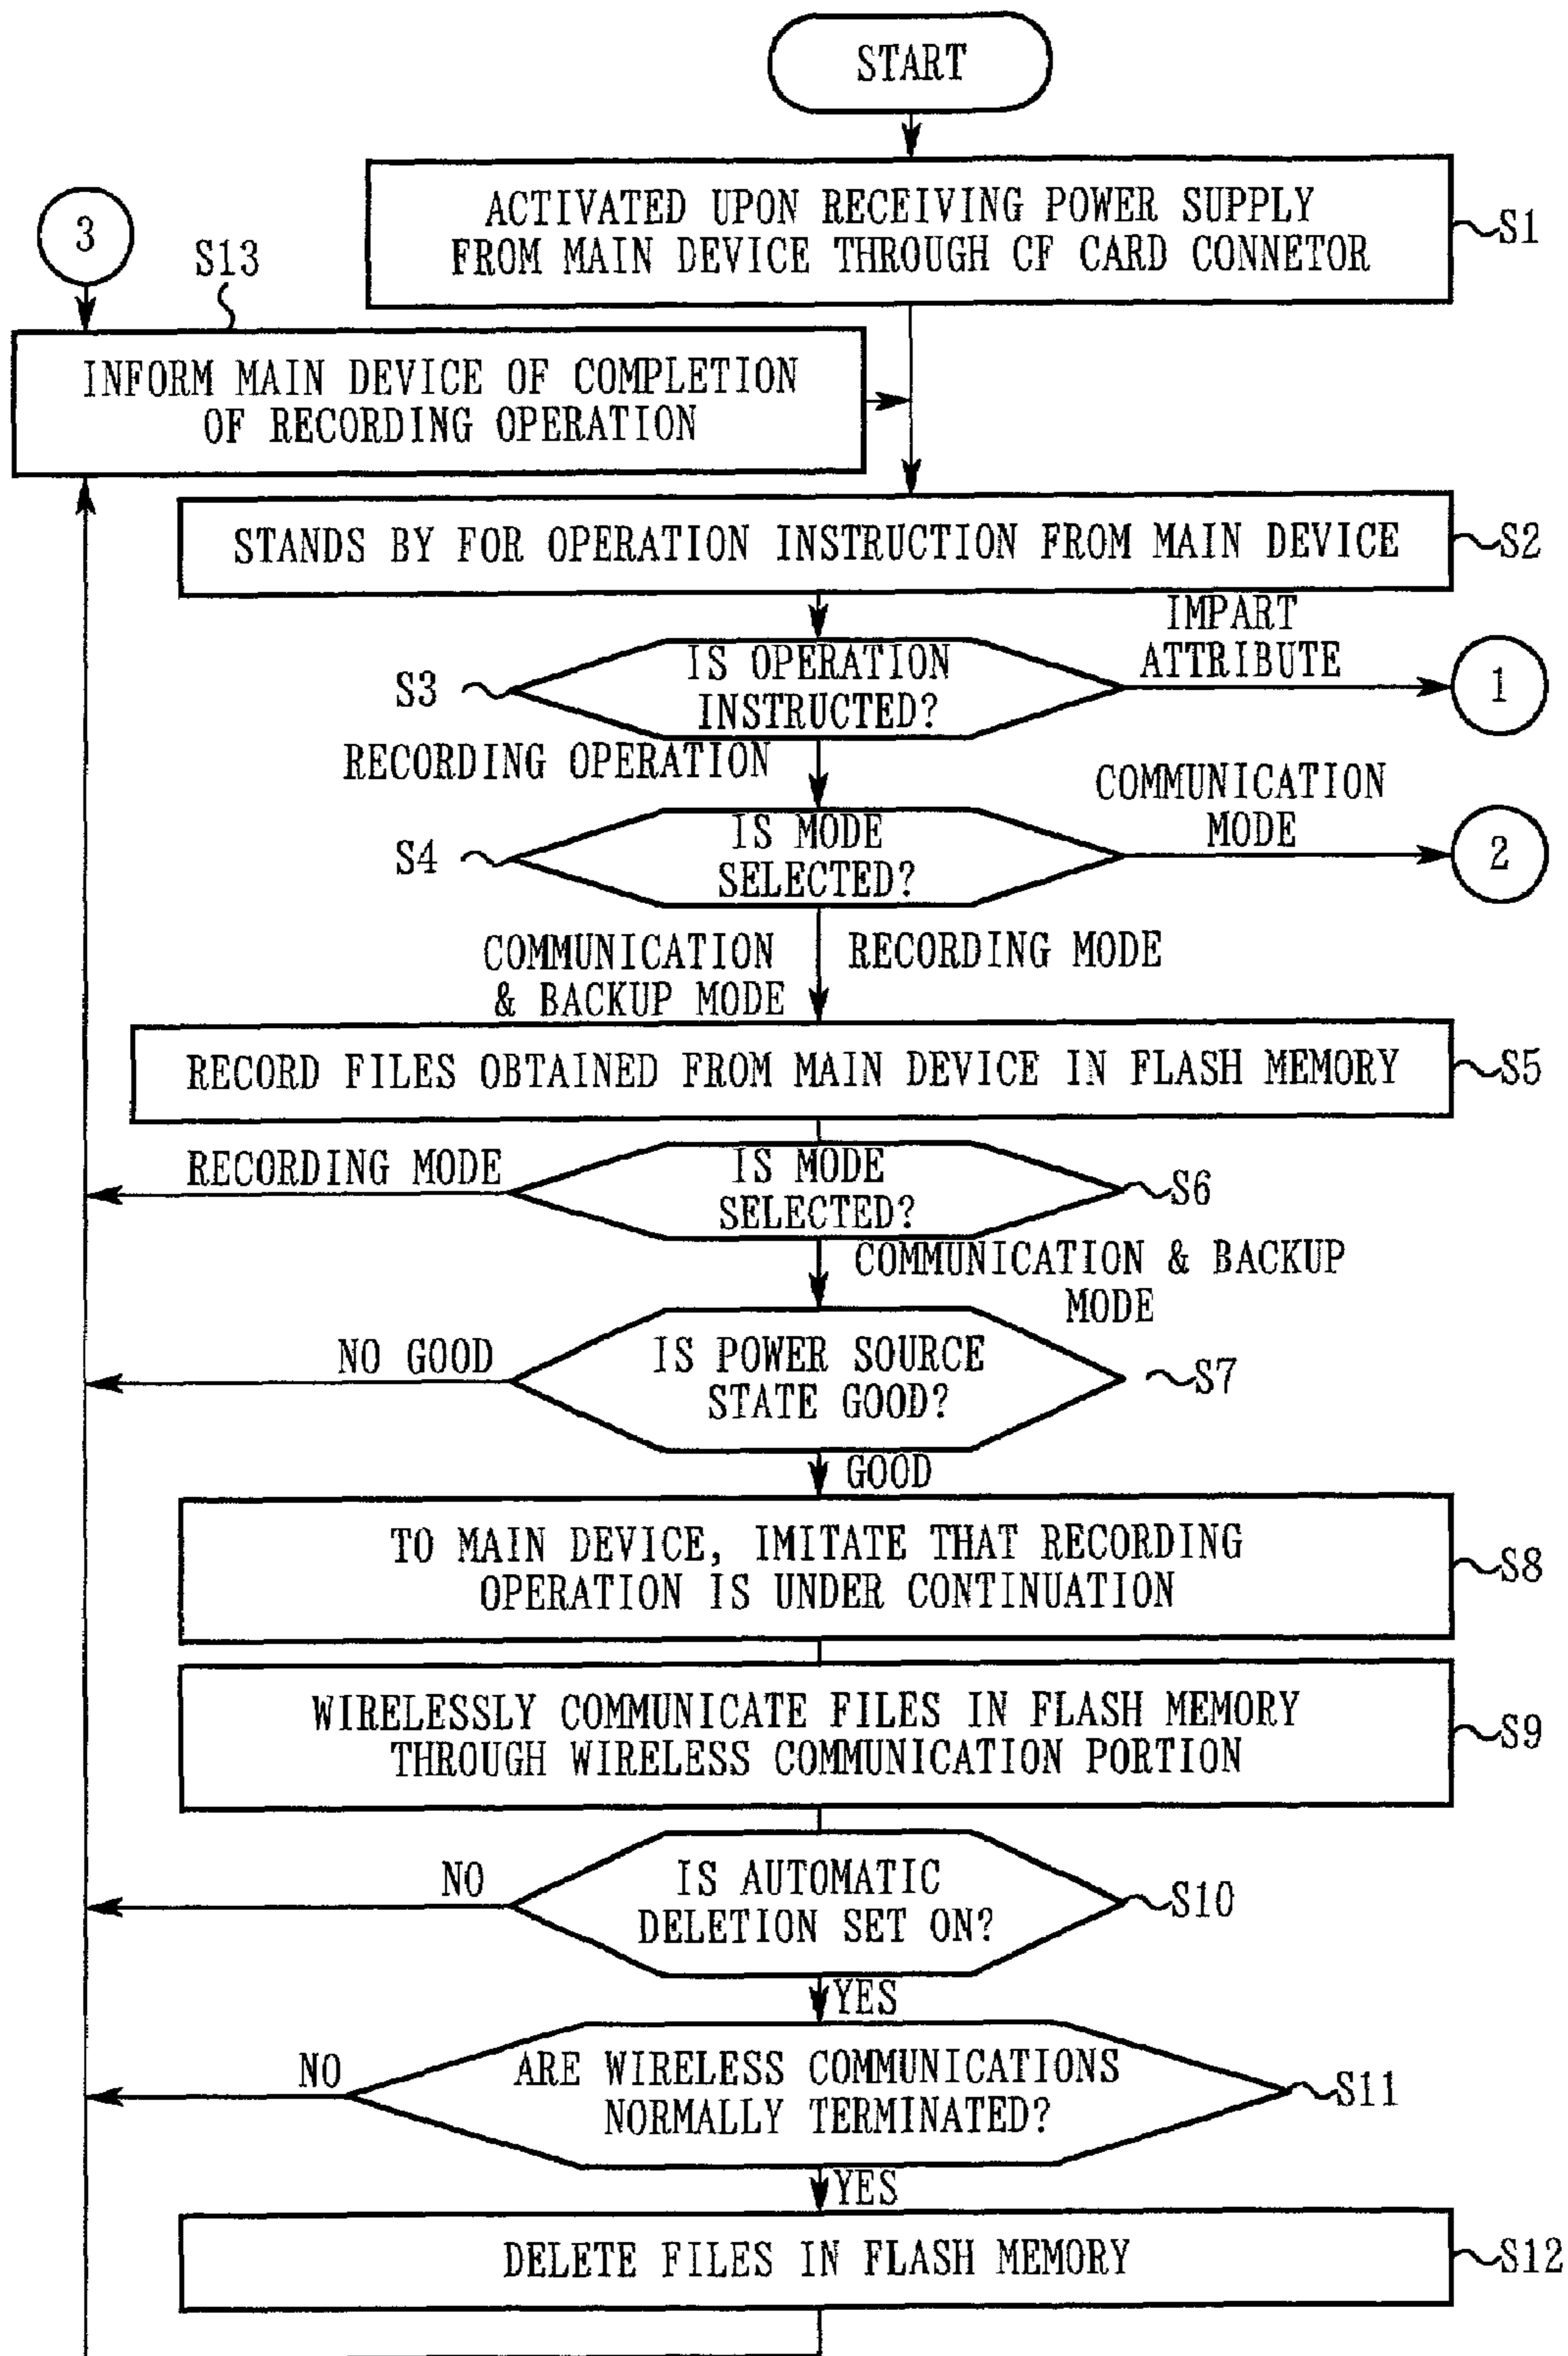 START
ACTIVATED UPON RECEIVING POWER SUPPLY
FROM MAIN DEVICE THROUGH CF CARD CONNETOR
S1
3
S13
INFORM MAIN DEVICE OF COMPLETION
OF RECORDING OPERATION
STANDS BY FOR OPERATION INSTRUCTION FROM MAIN DEVICE
S2
IS OPERATION
INSTRUCTED?
S3
IMPART
ATTRIBUTE
1
RECORDING OPERATION
IS MODE
SELECTED?
S4
COMMUNICATION
MODE
2
COMMUNICATION
& BACKUP MODE
RECORDING MODE
RECORD FILES OBTAINED FROM MAIN DEVICE IN FLASH MEMORY
S5
RECORDING MODE
IS MODE
SELECTED?
S6
COMMUNICATION & BACKUP
MODE
NO GOOD
IS POWER SOURCE
STATE GOOD?
S7
GOOD
TO MAIN DEVICE, IMITATE THAT RECORDING
OPERATION IS UNDER CONTINUATION
S8
WIRELESSLY COMMUNICATE FILES IN FLASH MEMORY
THROUGH WIRELESS COMMUNICATION PORTION
S9
NO
IS AUTOMATIC
DELETION SET ON?
S10
YES
NO
ARE WIRELESS COMMUNICATIONS
NORMALLY TERMINATED?
S11
YES
DELETE FILES IN FLASH MEMORY
S12